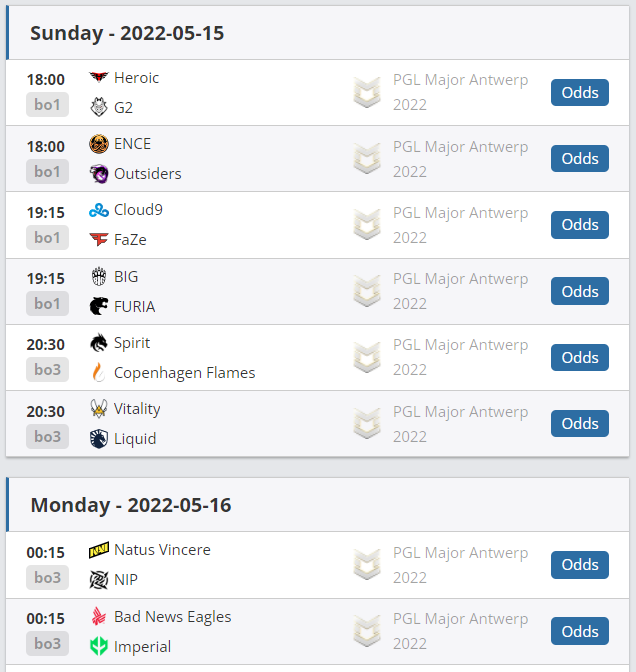 Sunday - 2022-05-15
18:00
Heroic
bo1
G2
PGL Major Antwerp
2022
Odds
18:00
ENCE
bo1
Outsiders
PGL Major Antwerp
2022
Odds
19:15
Cloud9
bo1
FaZe
PGL Major Antwerp
2022
Odds
19:15
BIG
bo1
FURIA
PGL Major Antwerp
2022
Odds
20:30
Spirit
bo3
Copenhagen Flames
PGL Major Antwerp
2022
Odds
20:30
Vitality
bo3
Liquid
PGL Major Antwerp
2022
Odds
Monday - 2022-05-16
00:15
Natus Vincere
bo3
NIP
PGL Major Antwerp
2022
Odds
00:15
Bad News Eagles
bo3
Imperial
PGL Major Antwerp
2022
Odds